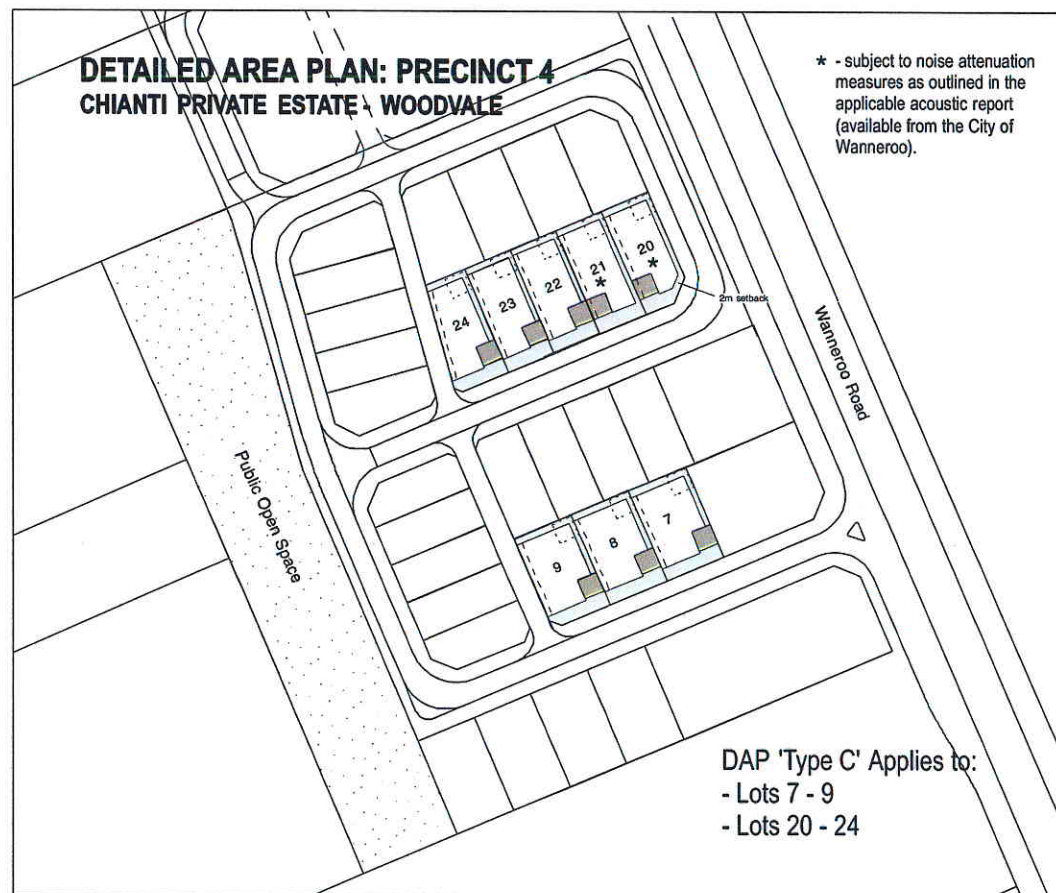 DETAILED AREA PLAN: PRECINCT 4
CHIANTI PRIVATE ESTATE - WOODVALE
* - subject to noise attenuation
measures as outlined in the
applicable acoustic report
(available from the City of
Wanneroo).
20
*
21
*
22
23
24
2m setback
Wanneroo Road
Public Open Space
7
8
9
DAP 'Type C' Applies to:
- Lots 7 - 9
- Lots 20 - 24